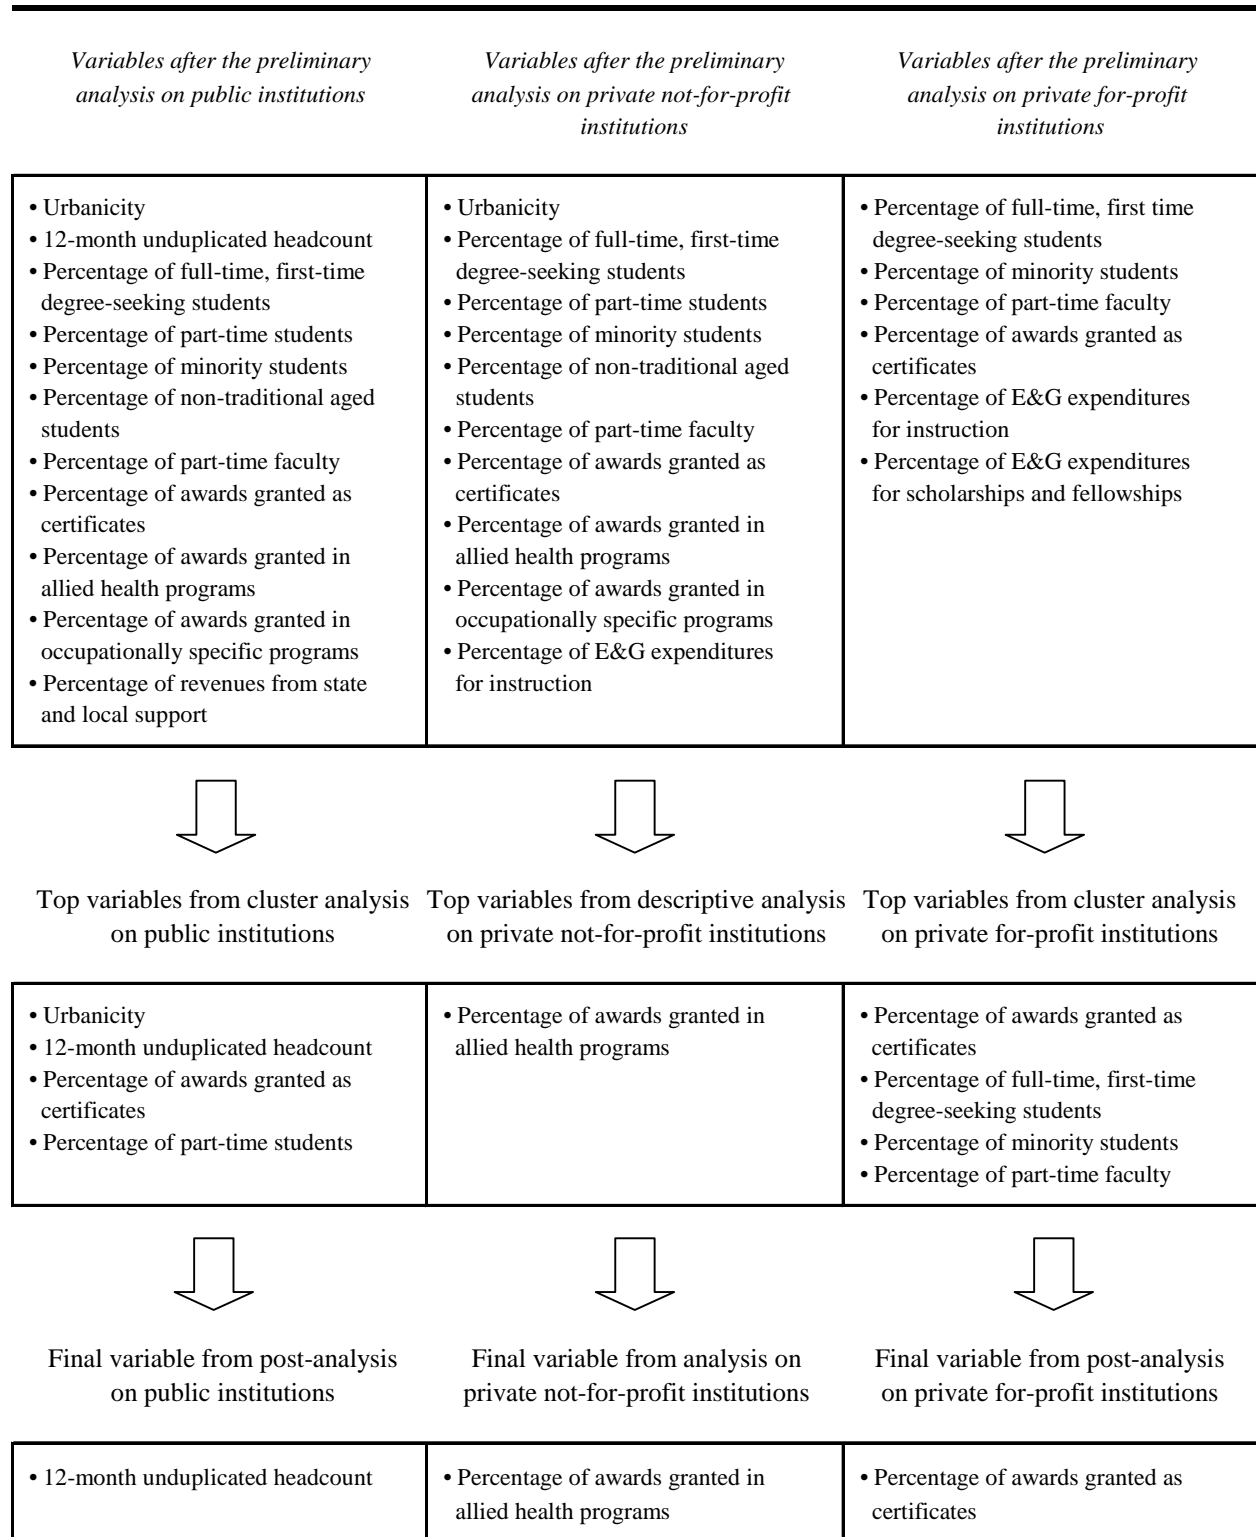 Variables after the preliminary
analysis on public institutions
Variables after the preliminary
analysis on private not-for-profit
institutions
Variables after the preliminary
analysis on private for-profit
institutions
• Urbanicity
• 12-month unduplicated headcount
• Percentage of full-time, first-time
degree-seeking students
• Percentage of part-time students
• Percentage of minority students
• Percentage of non-traditional aged
students
• Percentage of part-time faculty
• Percentage of awards granted as
certificates
• Percentage of awards granted in
allied health programs
• Percentage of awards granted in
occupationally specific programs
• Percentage of revenues from state
and local support
• Urbanicity
• Percentage of full-time, first-time
degree-seeking students
• Percentage of part-time students
• Percentage of minority students
• Percentage of non-traditional aged
students
• Percentage of part-time faculty
• Percentage of awards granted as
certificates
• Percentage of awards granted in
allied health programs
• Percentage of awards granted in
occupationally specific programs
• Percentage of E&G expenditures
for instruction
• Percentage of full-time, first time
degree-seeking students
• Percentage of minority students
• Percentage of part-time faculty
• Percentage of awards granted as
certificates
• Percentage of E&G expenditures
for instruction
• Percentage of E&G expenditures
for scholarships and fellowships
Top variables from cluster analysis
on public institutions
Top variables from descriptive analysis
on private not-for-profit institutions
Top variables from cluster analysis
on private for-profit institutions
• Urbanicity
• 12-month unduplicated headcount
• Percentage of awards granted as
certificates
• Percentage of part-time students
• Percentage of awards granted in
allied health programs
• Percentage of awards granted as
certificates
• Percentage of full-time, first-time
degree-seeking students
• Percentage of minority students
• Percentage of part-time faculty
Final variable from post-analysis
on public institutions
Final variable from analysis on
private not-for-profit institutions
Final variable from post-analysis
on private for-profit institutions
• 12-month unduplicated headcount
• Percentage of awards granted in
allied health programs
• Percentage of awards granted as
certificates